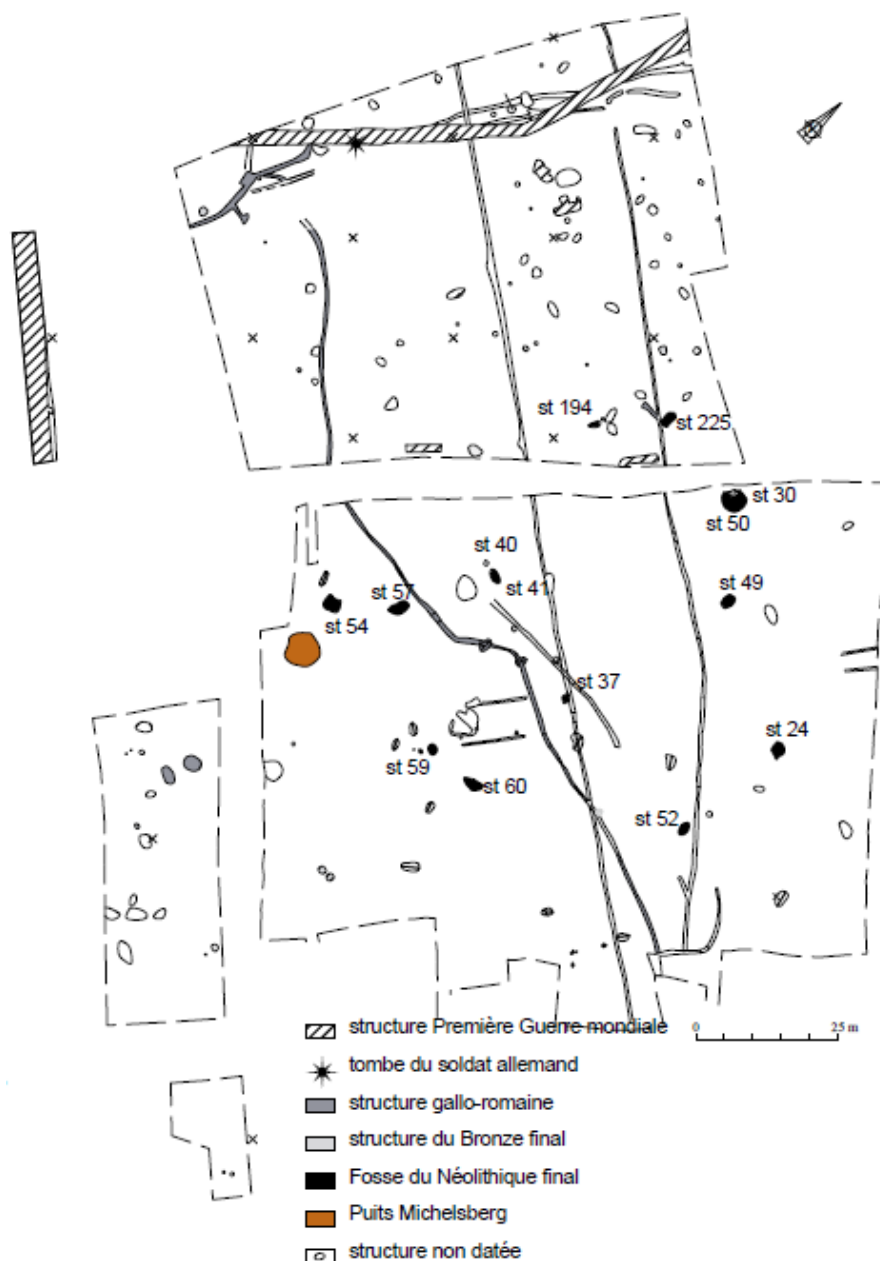 st 194
st 225
st 30
st 50
st 40
st 41
st 49
st 57
st 54
st 37
st 24
st 59
st 60
st 52
0 25 m
structure Première Guerre mondiale
tombe du soldat allemand
structure gallo-romaine
structure du Bronze final
Fosse du Néolithique final
Puits Michelsberg
structure non datée